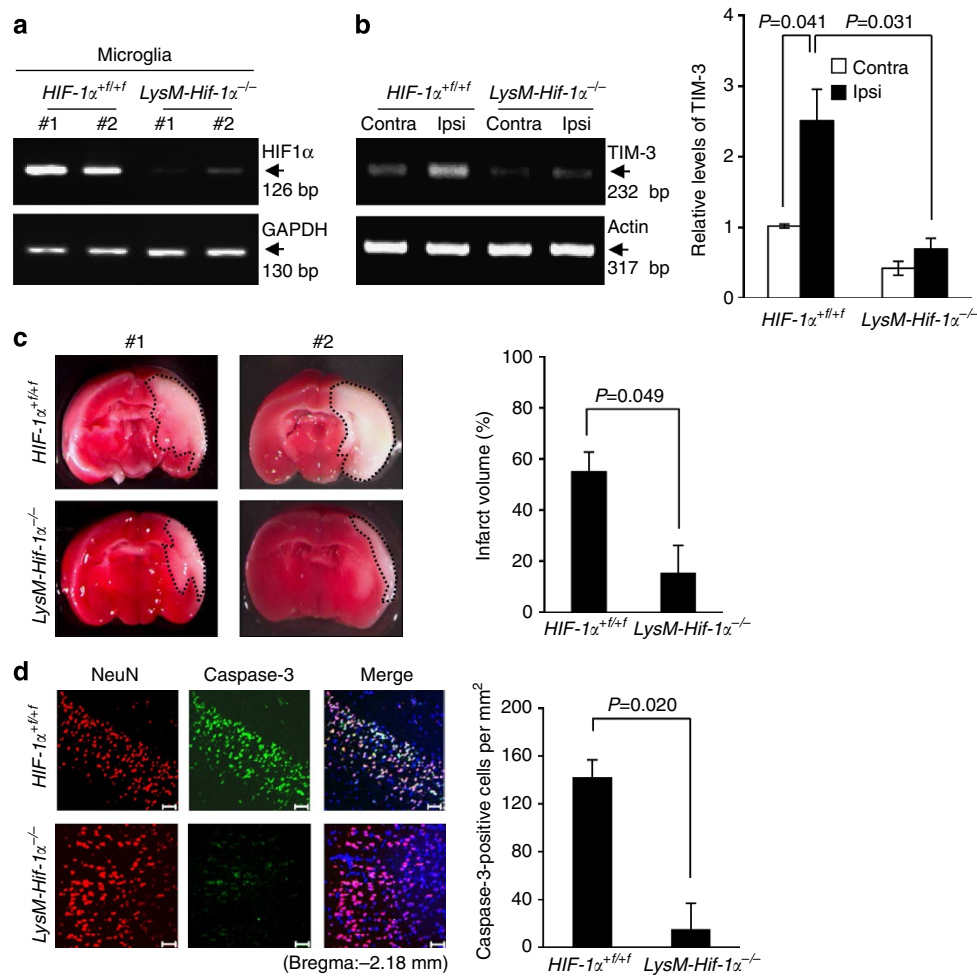 a
Microglia
HIF-1α+f/+f LysM-Hif-1α−/−
#1 #2 #1 #2
HIF1α
126 bp
GAPDH
130 bp
b
HIF-1α+f/+f LysM-Hif-1α−/−
Contra Ipsi Contra Ipsi
TIM-3
232 bp
Actin
317 bp
P=0.041 P=0.031
Contra
Ipsi
Relative levels of TIM-3
4
3
2
1
0
HIF-1α+f/+f LysM-Hif-1α−/−
c
#1 #2
HIF-1α+f/+f
LysM-Hif-1α−/−
Infarct volume (%)
100
80
60
40
20
0
P=0.049
HIF-1α+f/+f LysM-Hif-1α−/−
d
NeuN Caspase-3 Merge
HIF-1α+f/+f
LysM-Hif-1α−/−
(Bregma:–2.18 mm)
Caspase-3-positive cells per mm²
200
160
120
80
40
0
P=0.020
HIF-1α+f/+f LysM-Hif-1α−/−